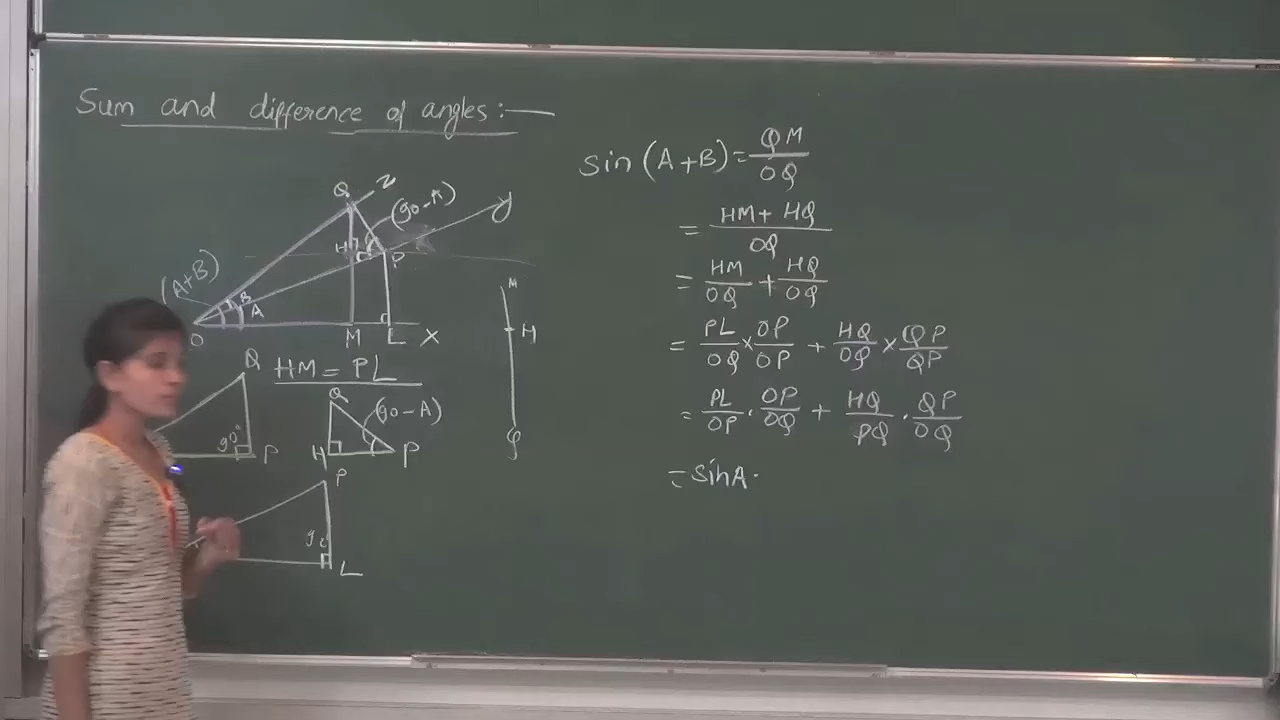 Sum and difference of angles:—
sin (A+B) = QM/OQ
= HM + HQ/OQ
= HM/OQ + HQ/OQ
= PL/OQ × OP/OP + HQ/OQ × QP/QP
= PL/OP · OP/OQ + HQ/PQ · QP/OQ
= sinA ·
Q Z (90-A) y
H P
(A+B) B A
O M L X
HM = PL
Q
90° P
Q (90-A)
H P
P
L
M
H
Q